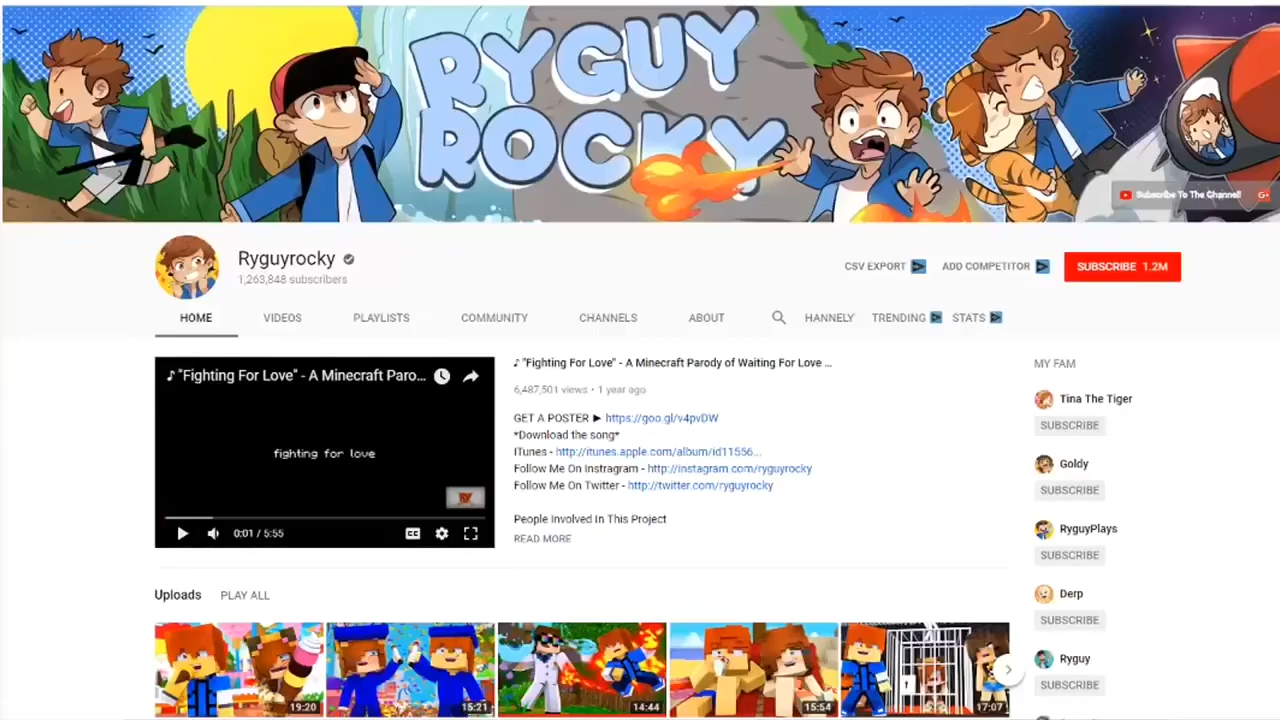 RYGUY
ROCKY
Subscribe To The Channel!
G+
Ryguyrocky
1,263,848 subscribers
CSV EXPORT
ADD COMPETITOR
SUBSCRIBE 1.2M
HOME
VIDEOS
PLAYLISTS
COMMUNITY
CHANNELS
ABOUT
HANNELY
TRENDING
STATS
♪ "Fighting For Love" - A Minecraft Paro...
fighting for love
0:01 / 5:55
CC
♪ "Fighting For Love" - A Minecraft Parody of Waiting For Love ...
6,487,501 views • 1 year ago
GET A POSTER ► https://goo.gl/v4pvDW
*Download the song*
ITunes - http://itunes.apple.com/album/id11556...
Follow Me On Instragram - http://instagram.com/ryguyrocky
Follow Me On Twitter - http://twitter.com/ryguyrocky
People Involved In This Project
READ MORE
MY FAM
Tina The Tiger
SUBSCRIBE
Goldy
SUBSCRIBE
RyguyPlays
SUBSCRIBE
Derp
SUBSCRIBE
Ryguy
SUBSCRIBE
Uploads PLAY ALL
19:20
15:21
14:44
15:54
17:07